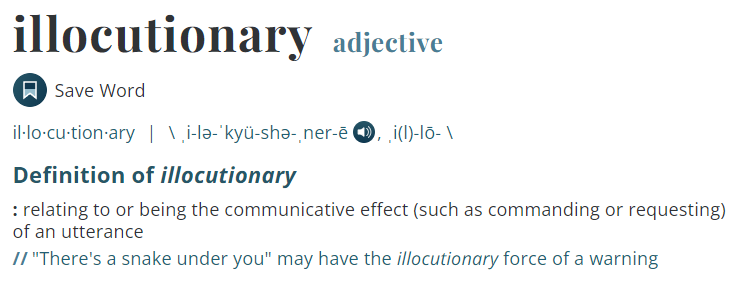 illocutionary adjective
Save Word
il·lo·cu·tion·ary | \ ˌi-lə-ˈkyü-shə-ˌner-ē , ˌi(l)-lō- \
Definition of illocutionary
: relating to or being the communicative effect (such as commanding or requesting)
of an utterance
// "There's a snake under you" may have the illocutionary force of a warning